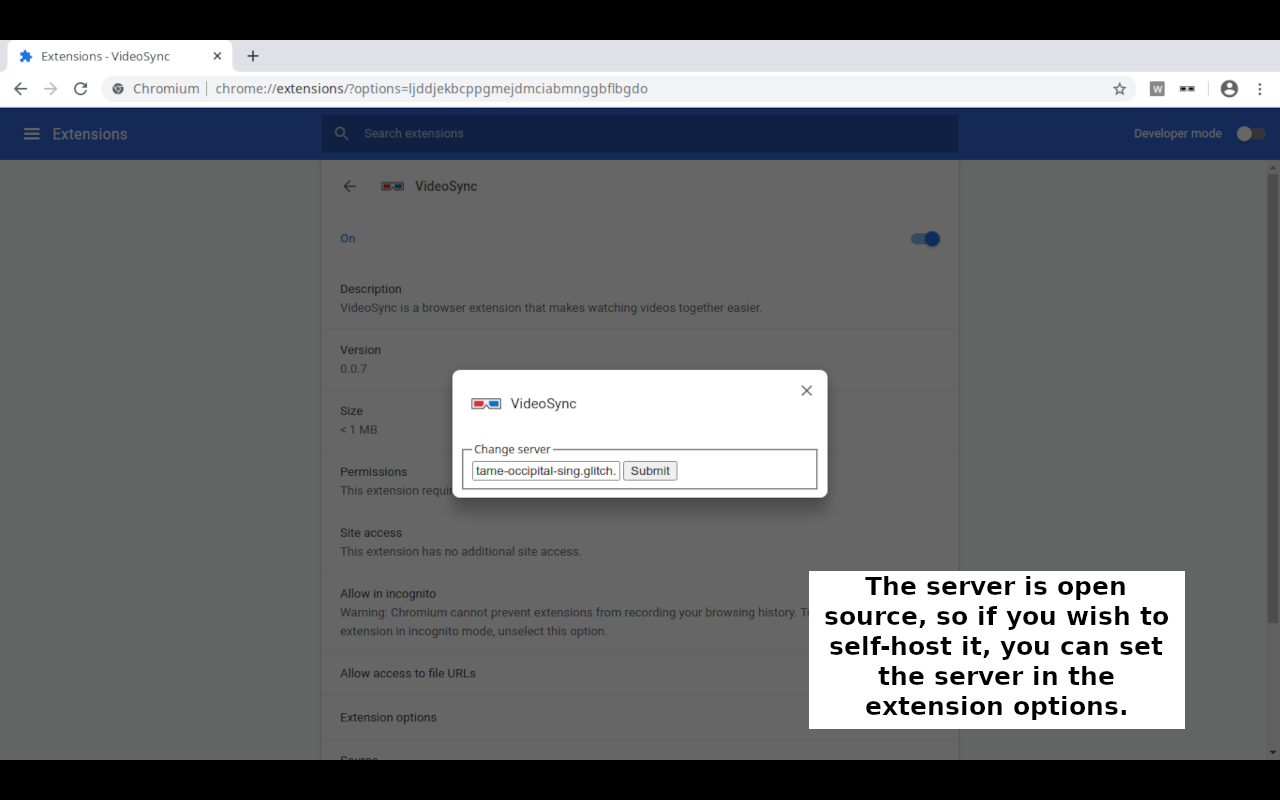 Extensions - VideoSync
Chromium chrome://extensions/?options=ljddjekbcppgmejdmciabmnggbflbgdo
W
Extensions
Search extensions
Developer mode
VideoSync
On
Description
VideoSync is a browser extension that makes watching videos together easier.
Version
0.0.7
Size
< 1 MB
VideoSync
Change server
tame-occipital-sing.glitch. Submit
Permissions
This extension
Site access
This extension has no additional site access.
Allow in incognito
Warning: Chromium cannot prevent extensions from recording your browsing history.
extension in incognito mode, unselect this option.
Allow access to file URLs
Extension options
The server is open
source, so if you wish to
self-host it, you can set
the server in the
extension options.